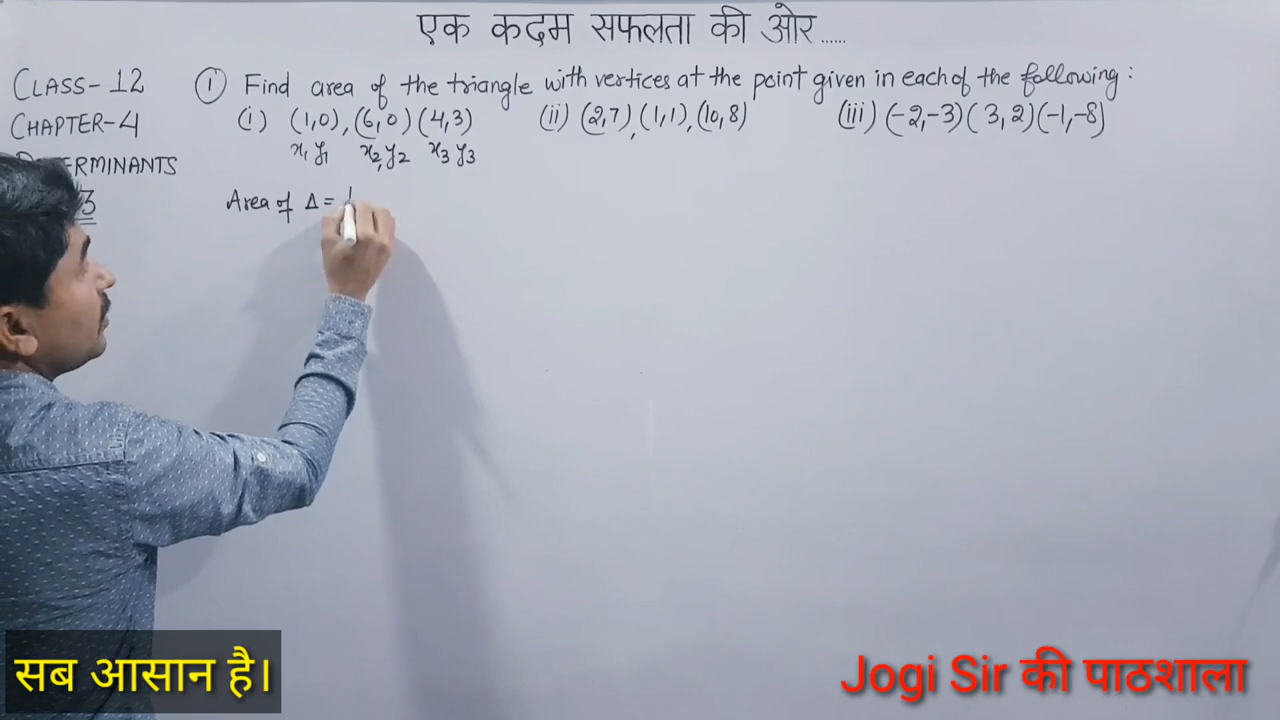 एक कदम सफलता की ओर......
CLASS-12
CHAPTER-4
ERMINANTS
3
① Find area of the triangle with vertices at the point given in each of the following:
(i) (1,0), (6,0) (4,3) (ii) (2,7), (1,1), (10,8) (iii) (-2,-3) (3,2) (-1,-8)
x₁ y₁ x₂, y₂ x₃ y₃
Area of Δ =
सब आसान है।
Jogi Sir की पाठशाला